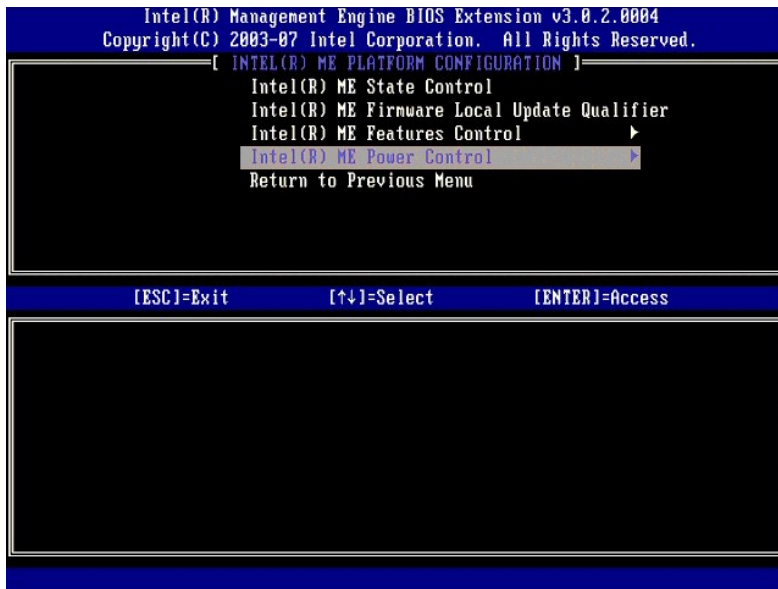 Intel(R) Management Engine BIOS Extension v3.0.2.0004
Copyright(C) 2003-07 Intel Corporation. All Rights Reserved.
[ INTEL(R) ME PLATFORM CONFIGURATION ]
Intel(R) ME State Control
Intel(R) ME Firmware Local Update Qualifier
Intel(R) ME Features Control ►
Intel(R) ME Power Control ►
Return to Previous Menu
[ESC]=Exit [↑↓]=Select [ENTER]=Access